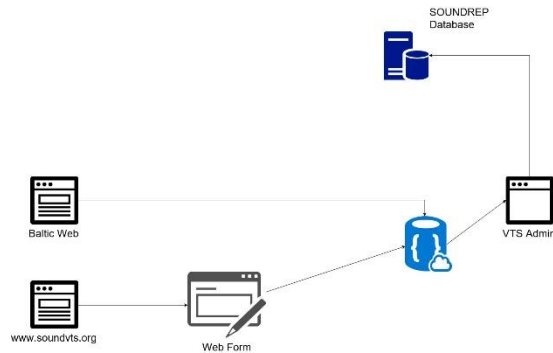 SOUNDREP
Database
Baltic Web
VTS Admin
www.soundvts.org
Web Form